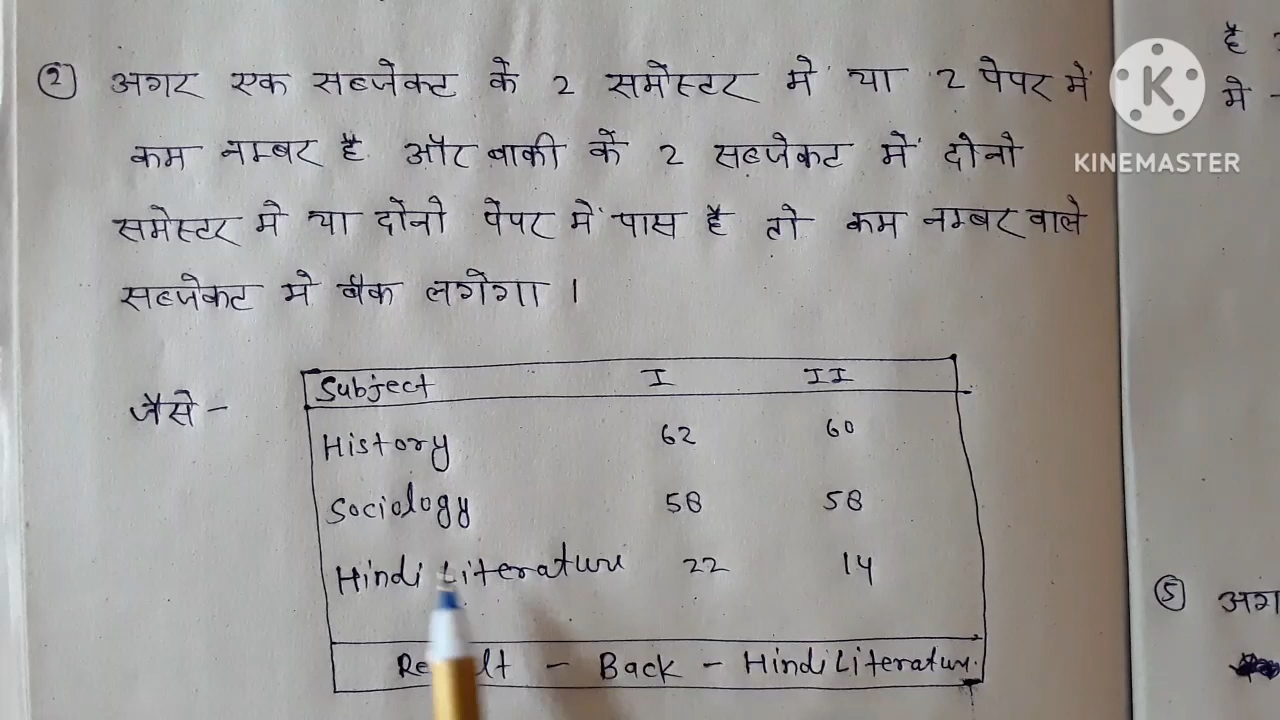 ② अगर एक सब्जेक्ट के 2 समेस्टर में या 2 पेपर में
कम नम्बर है और बाकी के 2 सब्जेकट में दोनो
समेस्टर मे या दोनो पेपर में पास है तो कम नम्बर वाले
सब्जेकट मे बैक लगेगा ।
जैसे -
Subject I II
History 62 60
Sociology 58 58
Hindi Literature 22 14
Result - Back - Hindi Literature.
है
मे -
⑤
K
KINEMASTER